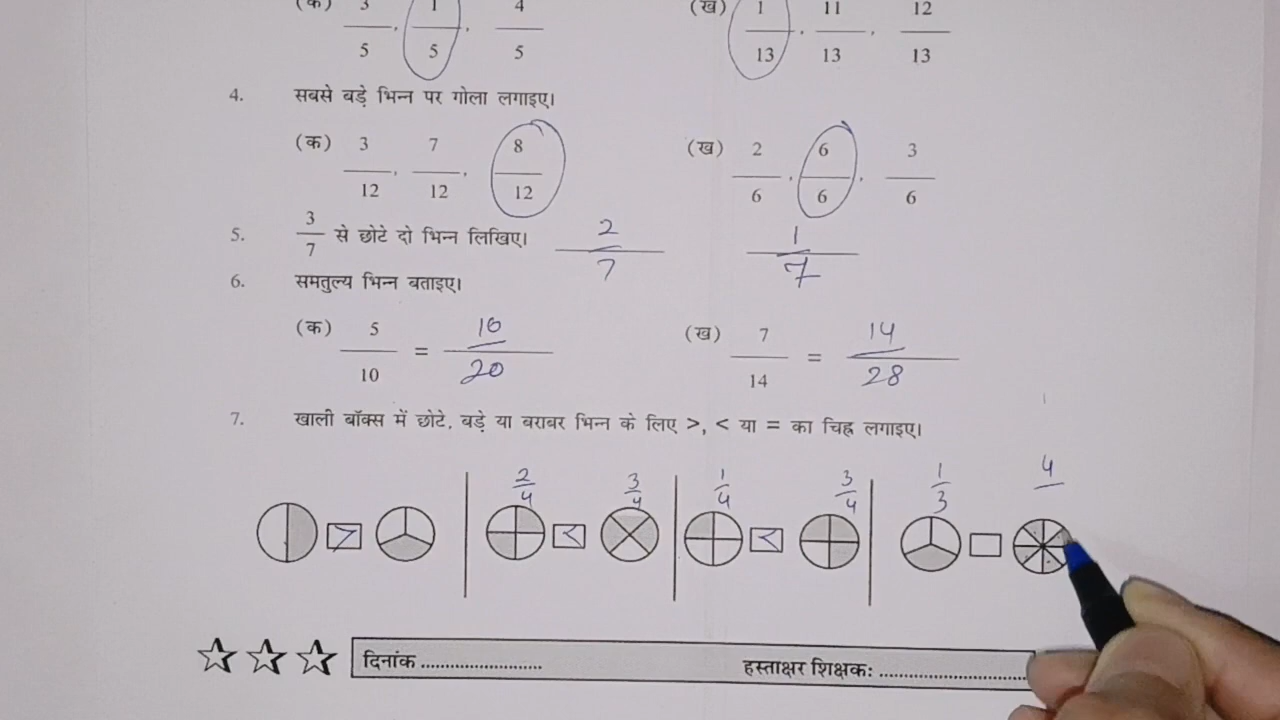 (क) 3/5, 1/5, 4/5 (ख) 1/13, 11/13, 12/13
4. सबसे बड़े भिन्न पर गोला लगाइए।
(क) 3/12, 7/12, 8/12 (ख) 2/6, 6/6, 3/6
5. 3/7 से छोटे दो भिन्न लिखिए। 2/7 1/7
6. समतुल्य भिन्न बताइए।
(क) 5/10 = 10/20 (ख) 7/14 = 14/28
7. खाली बॉक्स में छोटे, बड़े या बराबर भिन्न के लिए >, < या = का चिह्न लगाइए।
2/4 3/4 1/4 3/4 1/3 4
> < <
दिनांक .......................... हस्ताक्षर शिक्षक: ..............................